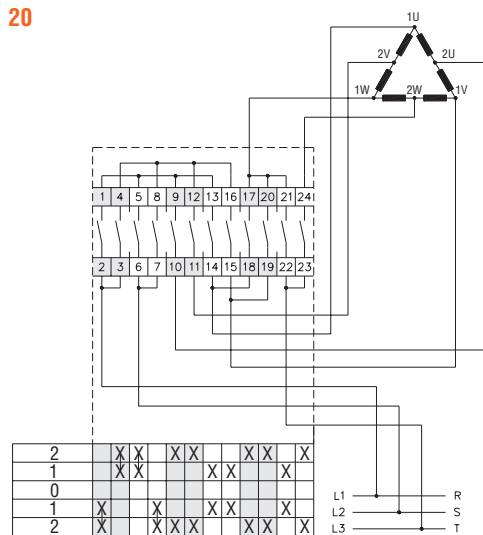 20
1U
2V 2U
1W 2W 1V
1 4 5 8 9 12 13 16 17 20 21 24
2 3 6 7 10 11 14 15 18 19 22 23
2 X X X X X X X
1 X X X X X
0
1 X X X X X
2 X X X X X X X
L1 R
L2 S
L3 T